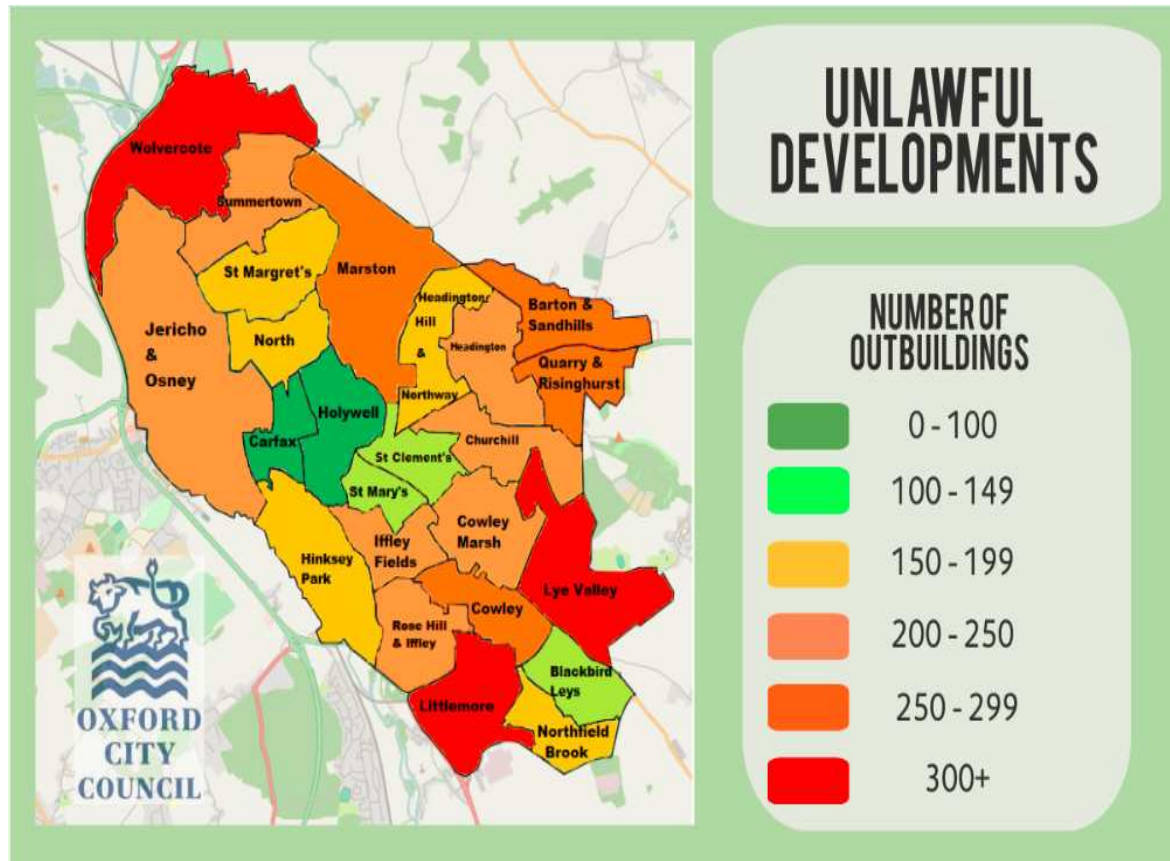 UNLAWFUL
DEVELOPMENTS
Wolvercote
Summertown
St Margret's
Marston
Jericho
&
Osney
North
Headington
Hill
&
Northway
Headington
Barton &
Sandhills
Quarry &
Risinghurst
Holywell
Carfax
Churchill
St Clement's
St Mary's
Cowley
Marsh
Iffley
Fields
Hinksey
Park
Lye Valley
Cowley
Rose Hill
& Iffley
Blackbird
Leys
Littlemore
Northfield
Brook
OXFORD
CITY
COUNCIL
NUMBER OF
OUTBUILDINGS
0 - 100
100 - 149
150 - 199
200 - 250
250 - 299
300+